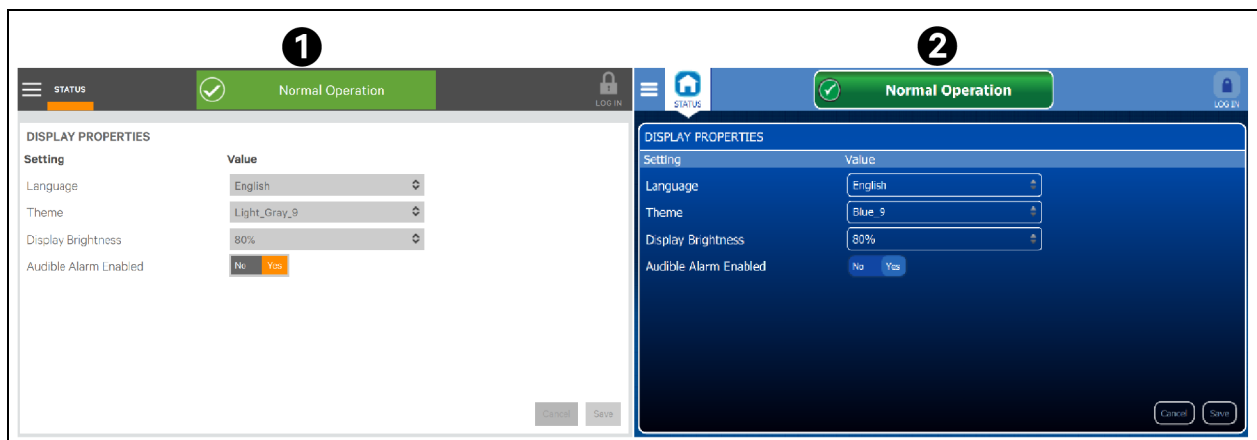 1
STATUS
Normal Operation
LOG IN
DISPLAY PROPERTIES
Setting Value
Language English
Theme Light_Gray_9
Display Brightness 80%
Audible Alarm Enabled No Yes
Cancel Save
2
STATUS
Normal Operation
LOG IN
DISPLAY PROPERTIES
Setting Value
Language English
Theme Blue_9
Display Brightness 80%
Audible Alarm Enabled No Yes
Cancel Save